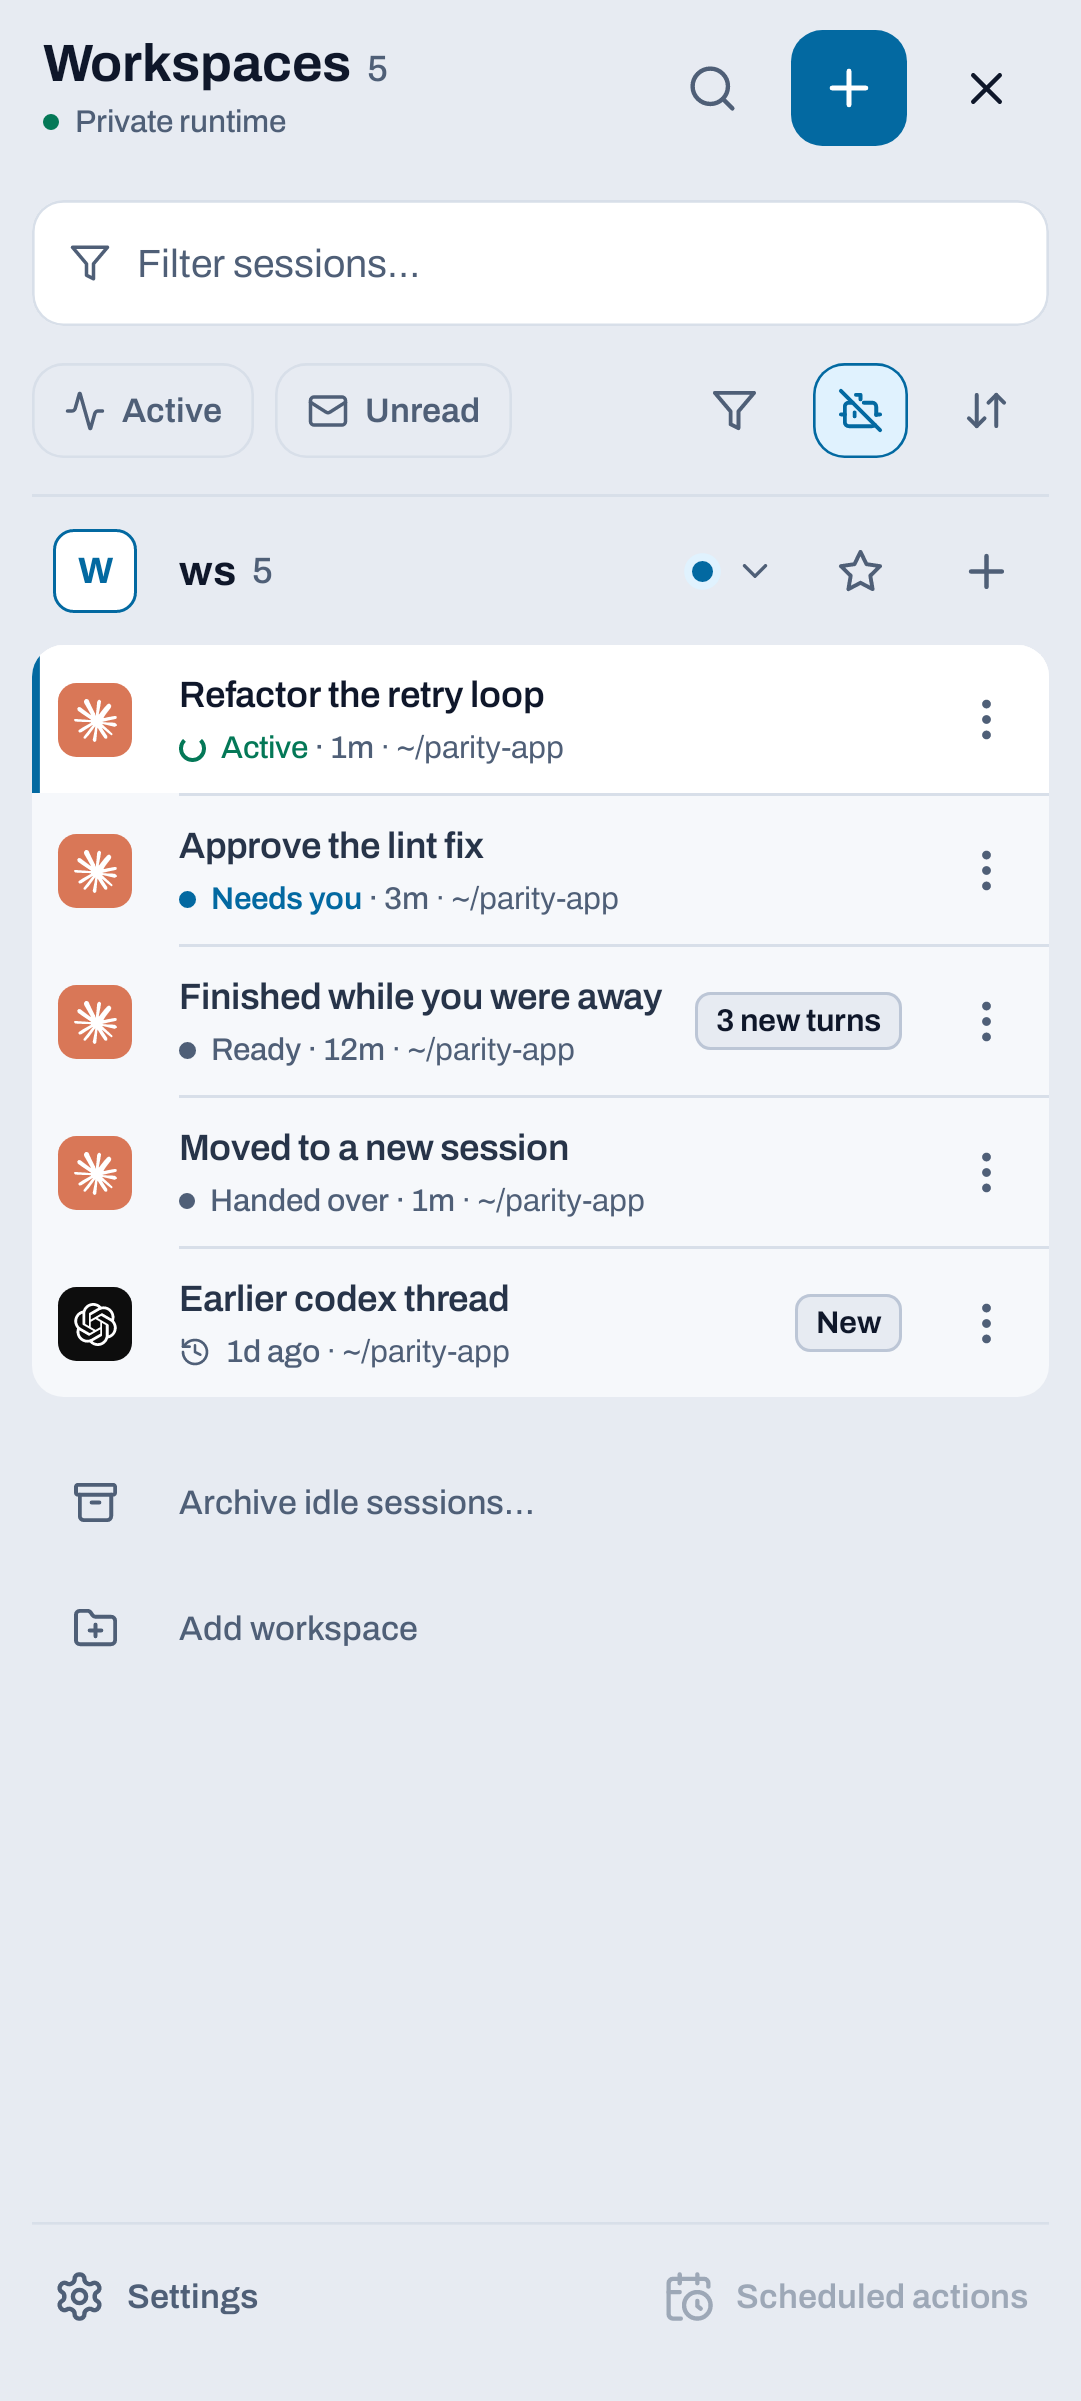 Workspaces 5
Private runtime
Filter sessions...
Active
Unread
W
ws 5
Refactor the retry loop
Active · 1m · ~/parity-app
Approve the lint fix
Needs you · 3m · ~/parity-app
Finished while you were away
3 new turns
Ready · 12m · ~/parity-app
Moved to a new session
Handed over · 1m · ~/parity-app
Earlier codex thread
New
1d ago · ~/parity-app
Archive idle sessions...
Add workspace
Settings
Scheduled actions